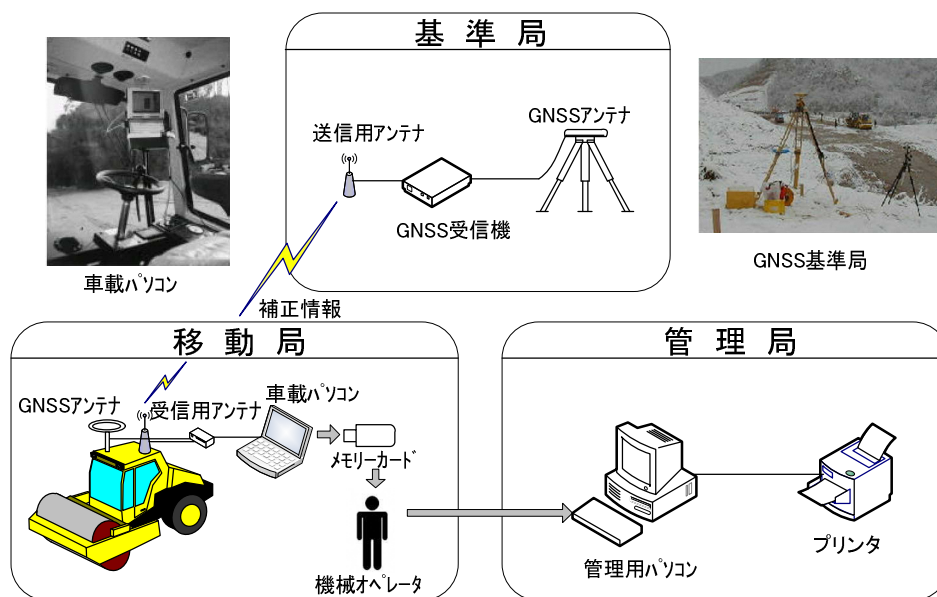 基準局
送信用アンテナ
GNSSアンテナ
GNSS受信機
車載パソコン
GNSS基準局
補正情報
移動局
GNSSアンテナ
受信用アンテナ
車載パソコン
メモリーカード
機械オペレータ
管理局
管理用パソコン
プリンタ